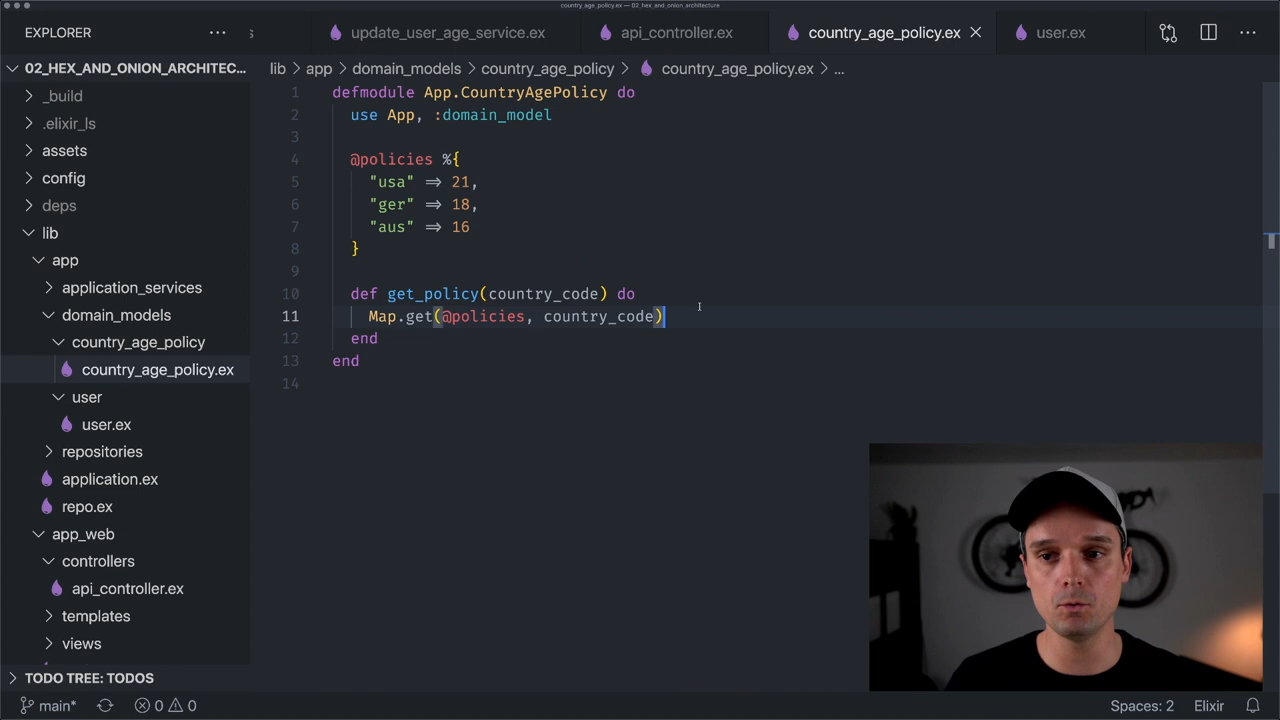 country_age_policy.ex — 02_hex_and_onion_architecture
EXPLORER
s
update_user_age_service.ex
api_controller.ex
country_age_policy.ex
user.ex
02_HEX_AND_ONION_ARCHITEC...
lib > app > domain_models > country_age_policy > country_age_policy.ex > ...
_build
.elixir_ls
assets
config
deps
lib
app
application_services
domain_models
country_age_policy
country_age_policy.ex
user
user.ex
repositories
application.ex
repo.ex
app_web
controllers
api_controller.ex
templates
views
TODO TREE: TODOS
1 defmodule App.CountryAgePolicy do
2 use App, :domain_model
3
4 @policies %{
5 "usa" => 21,
6 "ger" => 18,
7 "aus" => 16
8 }
9
10 def get_policy(country_code) do
11 Map.get(@policies, country_code)
12 end
13 end
14
main* 0 0
Spaces: 2 Elixir